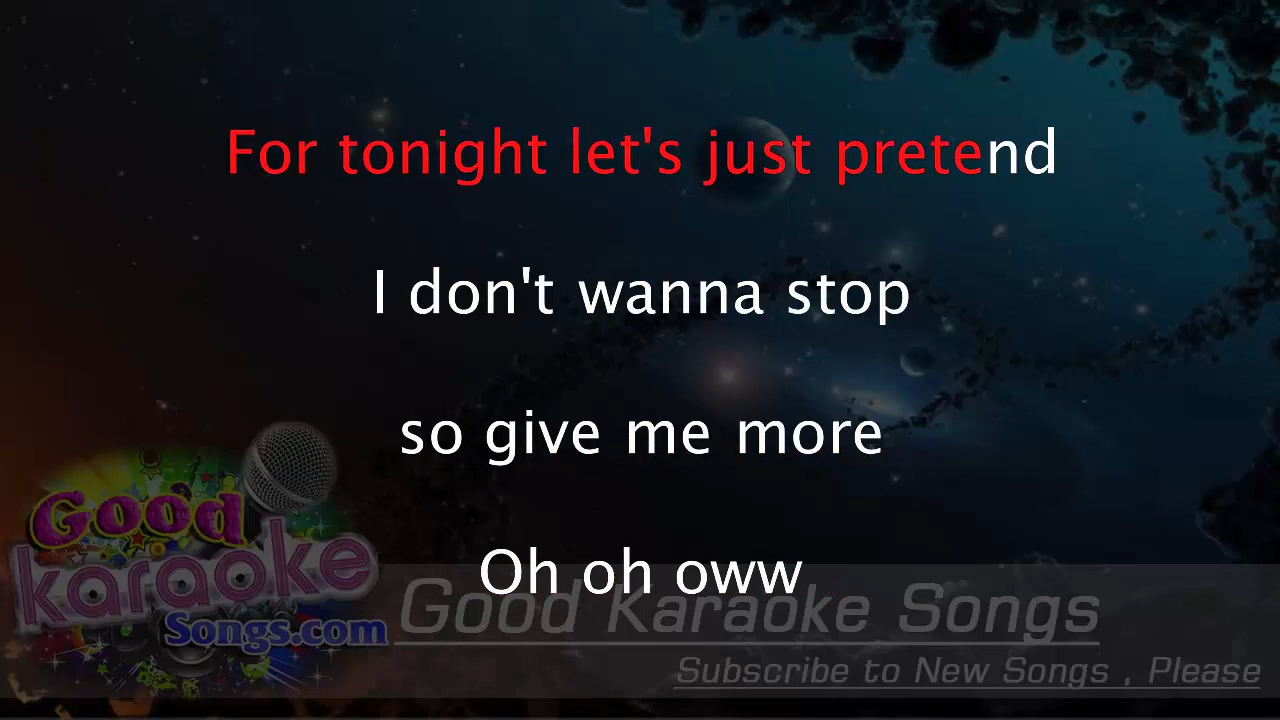 For tonight let's just pretend
I don't wanna stop
so give me more
Oh oh oww
Good
karaoke
Songs.com
Good Karaoke Songs
Subscribe to New Songs , Please